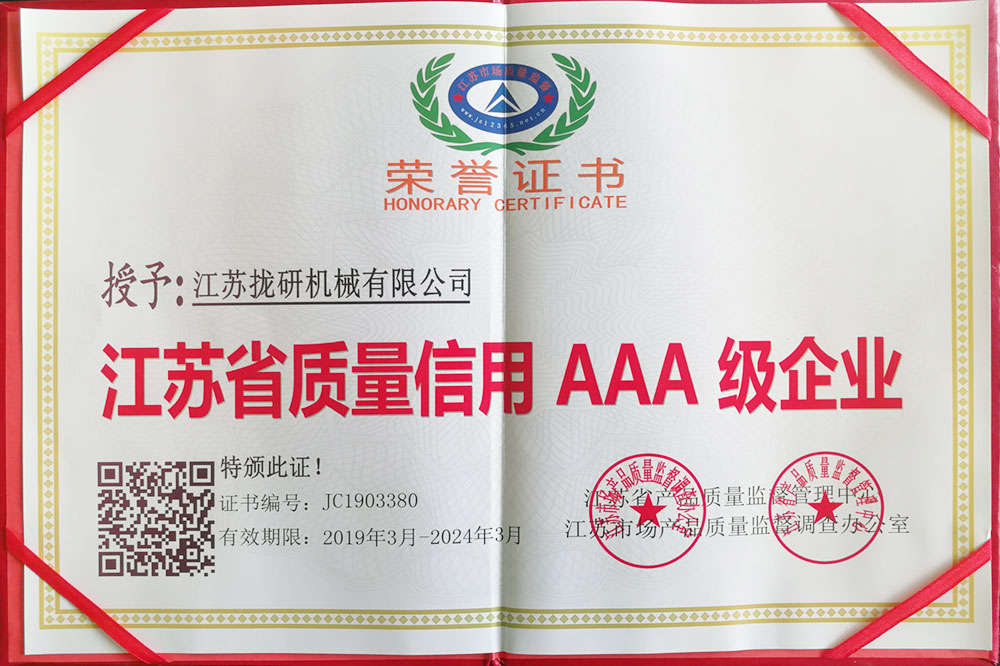 江苏市场质量监督
www.js12365.net.cn
荣誉证书
HONORARY CERTIFICATE
授予：江苏拢研机械有限公司
江苏省质量信用 AAA 级企业
特颁此证！
证书编号：JC1903380
有效期限：2019年3月-2024年3月
江苏省产品质量监督管理中心
江苏市场产品质量监督调查办公室